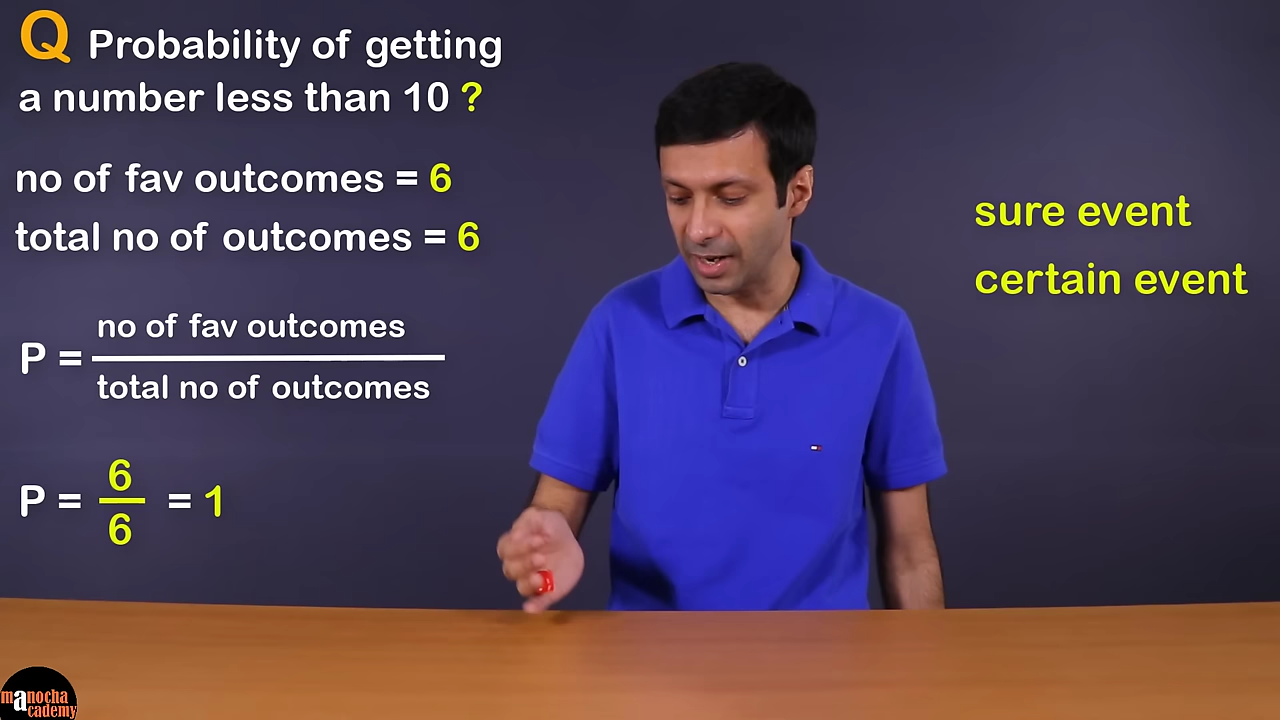 Q Probability of getting
a number less than 10 ?
no of fav outcomes = 6
total no of outcomes = 6
P = no of fav outcomes
total no of outcomes
P = 6
6
= 1
sure event
certain event
manocha
academy